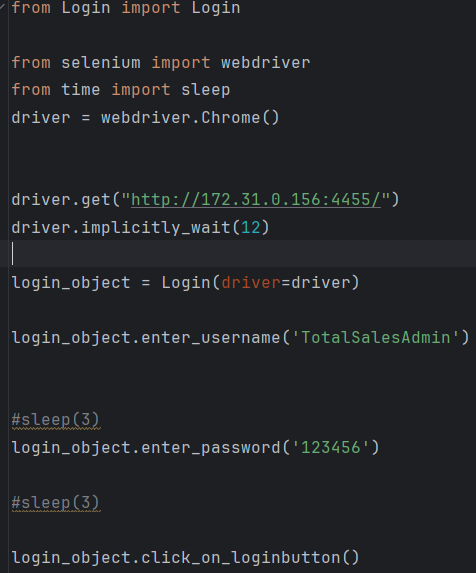 from Login import Login
from selenium import webdriver
from time import sleep
driver = webdriver.Chrome()
driver.get("http://172.31.0.156:4455/")
driver.implicitly_wait(12)
login_object = Login(driver=driver)
login_object.enter_username('TotalSalesAdmin')
#sleep(3)
login_object.enter_password('123456')
#sleep(3)
login_object.click_on_loginbutton()